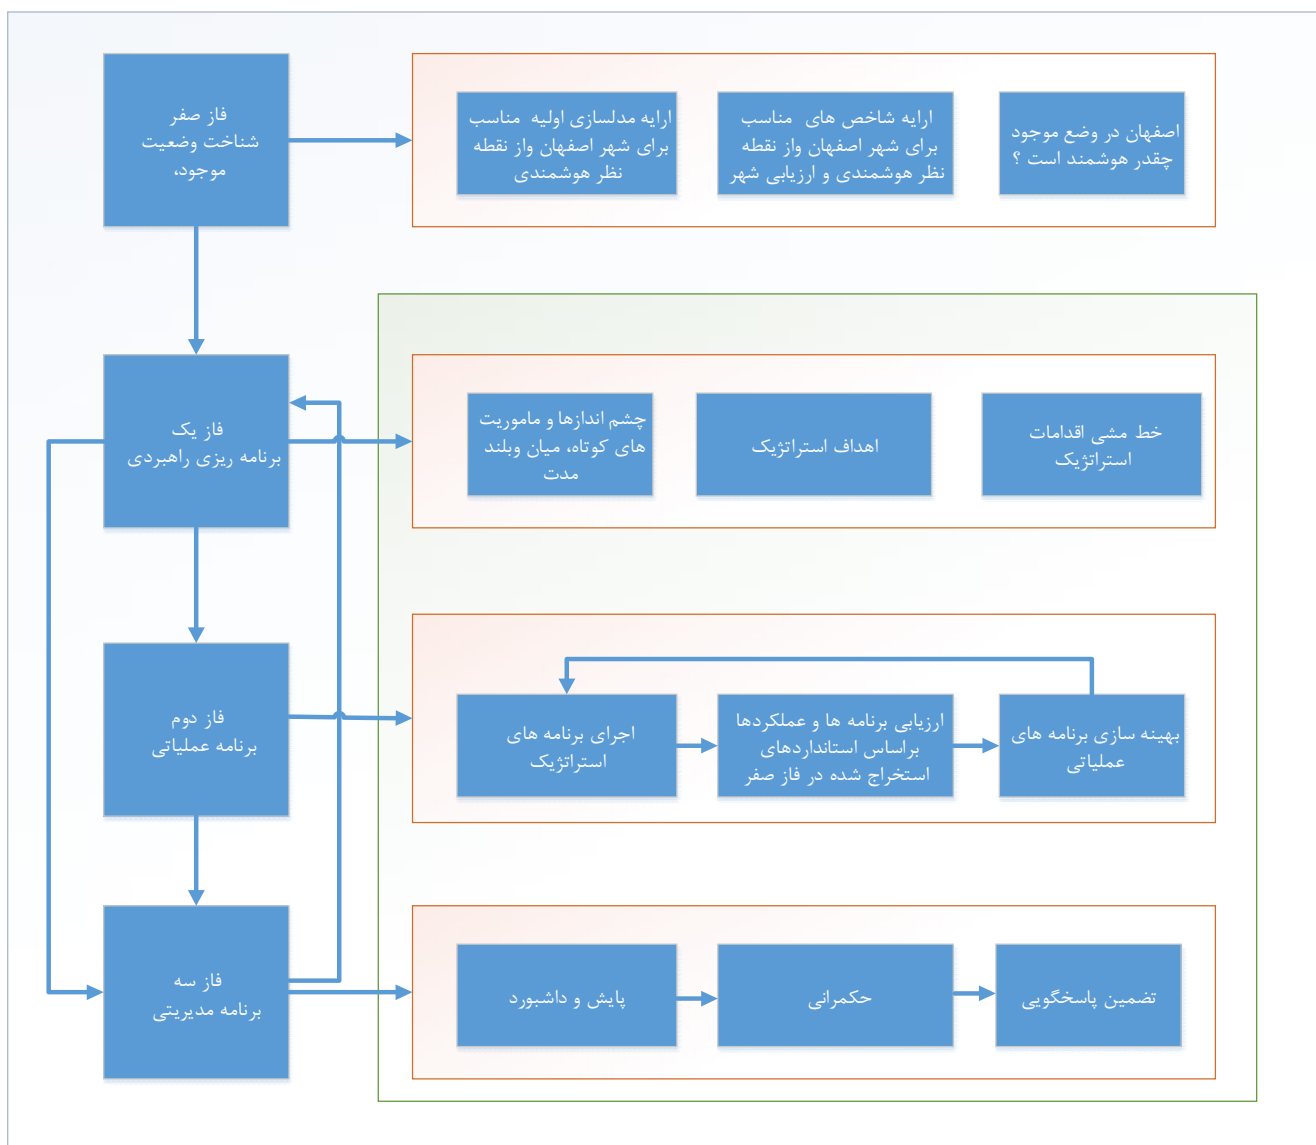 فاز صفر
شناخت وضعیت
موجود،
ارایه مدلسازی اولیه مناسب
برای شهر اصفهان واز نقطه
نظر هوشمندی
ارایه شاخص های مناسب
برای شهر اصفهان واز نقطه
نظر هوشمندی و ارزیابی شهر
اصفهان در وضع موجود
چقدر هوشمند است ؟
فاز یک
برنامه ریزی راهبردی
چشم اندازها و ماموریت
های کوتاه، میان وبلند
مدت
اهداف استراتژیک
خط مشی اقدامات
استراتژیک
فاز دوم
برنامه عملیاتی
اجرای برنامه های
استراتژیک
ارزیابی برنامه ها و عملکردها
براساس استانداردهای
استخراج شده در فاز صفر
بهینه سازی برنامه های
عملیاتی
فاز سه
برنامه مدیریتی
پایش و داشبورد
حکمرانی
تضمین پاسخگویی